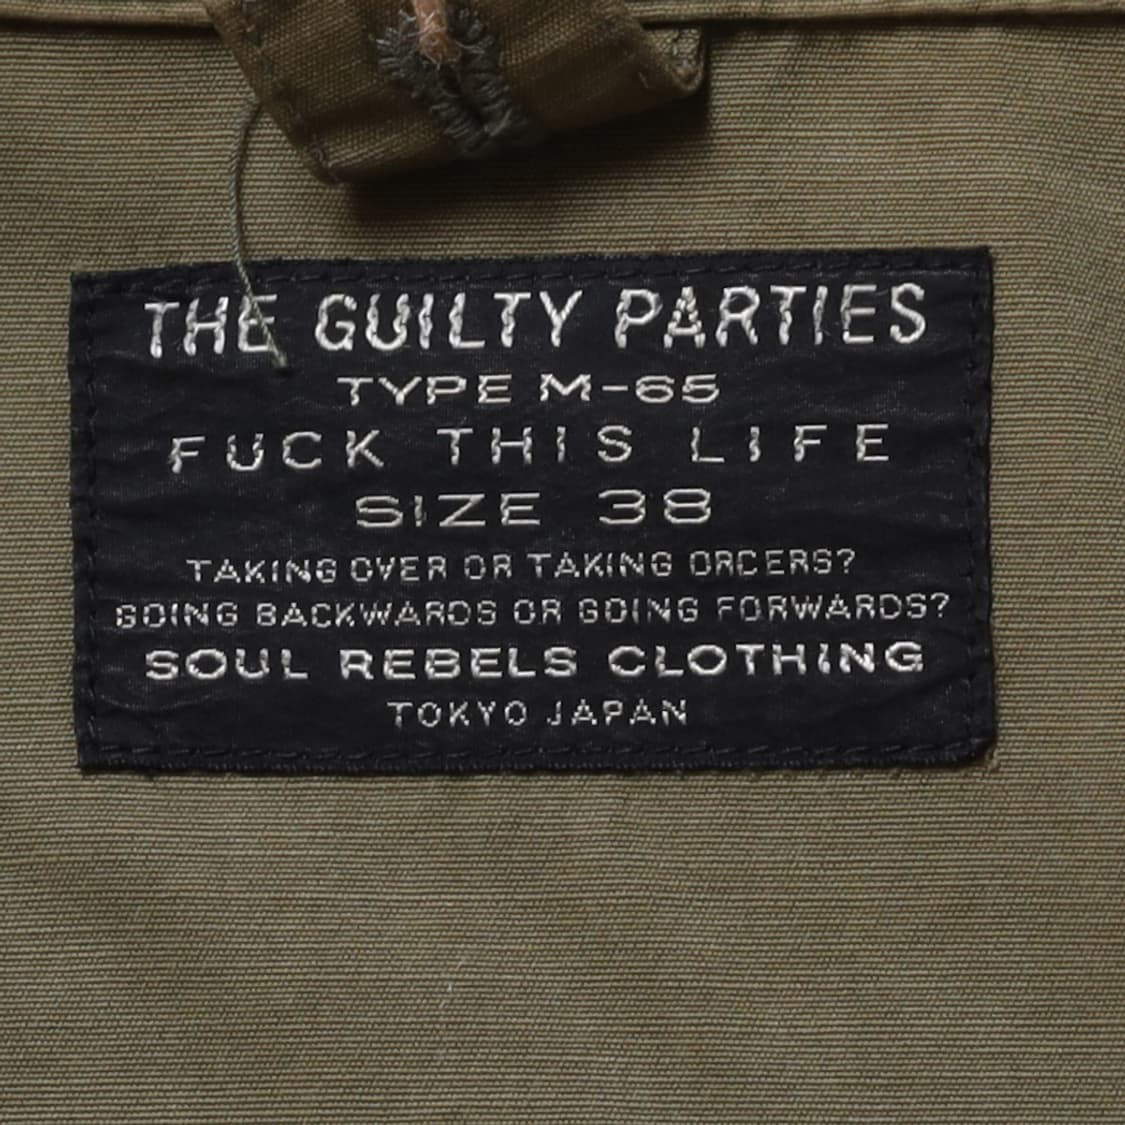 THE GUILTY PARTIES
TYPE M-65
FUCK THIS LIFE
SIZE 38
TAKING OVER OR TAKING ORDERS?
GOING BACKWARDS OR GOING FORWARDS?
SOUL REBELS CLOTHING
TOKYO JAPAN